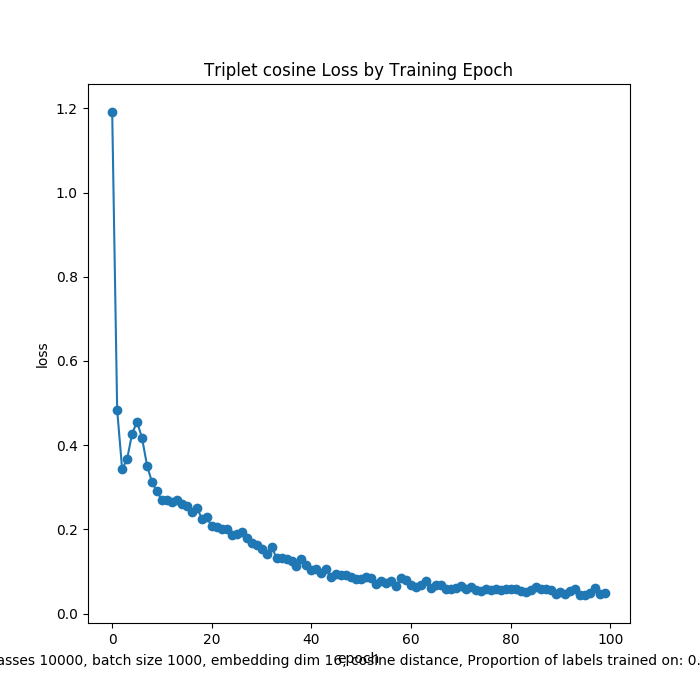 Triplet cosine Loss by Training Epoch
1.2
1.0
0.8
0.6
0.4
0.2
0.0
loss
0 20 40 60 80 100
epoch
asses 10000, batch size 1000, embedding dim 16, cosine distance, Proportion of labels trained on: 0.